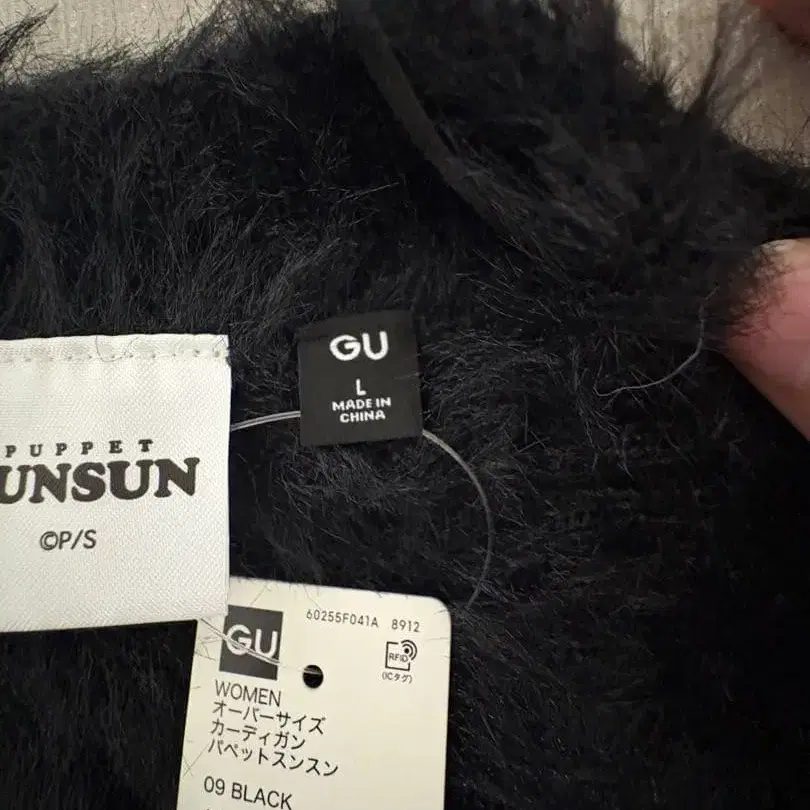 PUPPET
UNSUN
©P/S
GU
L
MADE IN
CHINA
GU
60255F041A 8912
RFID
(ICタグ)
WOMEN
オーバーサイズ
カーディガン
パペットスンスン
09 BLACK